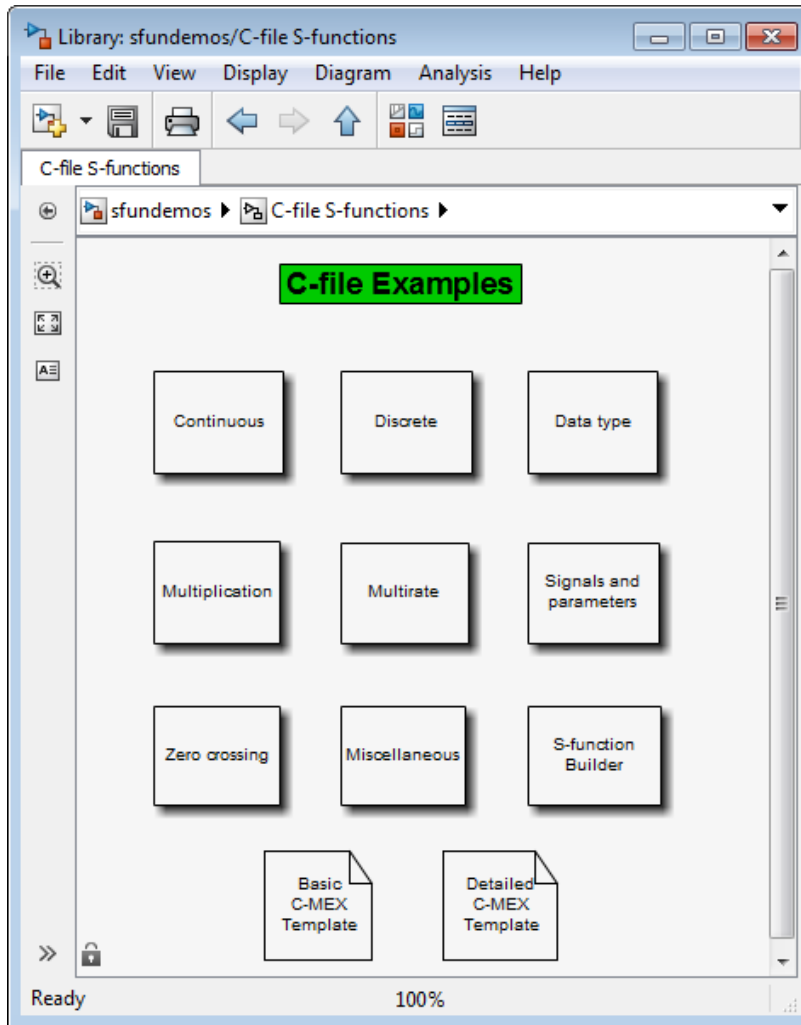 Library: sfundemos/C-file S-functions
File Edit View Display Diagram Analysis Help
C-file S-functions
sfundemos C-file S-functions
C-file Examples
Continuous
Discrete
Data type
Multiplication
Multirate
Signals and
parameters
Zero crossing
Miscellaneous
S-function
Builder
Basic
C-MEX
Template
Detailed
C-MEX
Template
Ready 100%